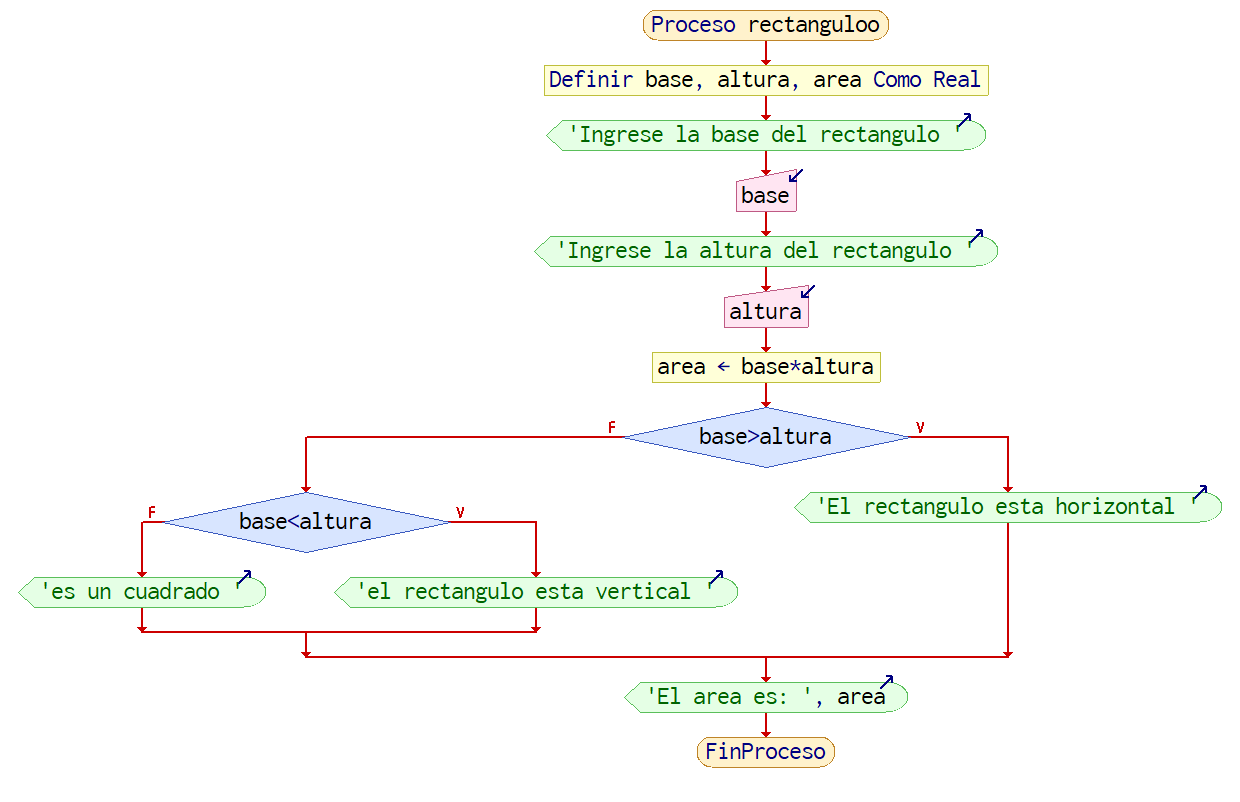 Proceso rectanguloo
Definir base, altura, area Como Real
'Ingrese la base del rectangulo '
base
'Ingrese la altura del rectangulo '
altura
area ← base*altura
F
base>altura
V
'El rectangulo esta horizontal '
F
base<altura
V
'es un cuadrado '
'el rectangulo esta vertical '
'El area es: ', area
FinProceso